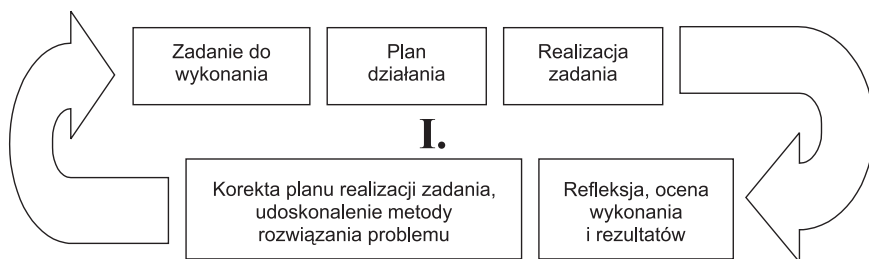 Zadanie do
wykonania
Plan
działania
Realizacja
zadania
I.
Korekta planu realizacji zadania,
udoskonalenie metody
rozwiązania problemu
Refleksja, ocena
wykonania
i rezultatów